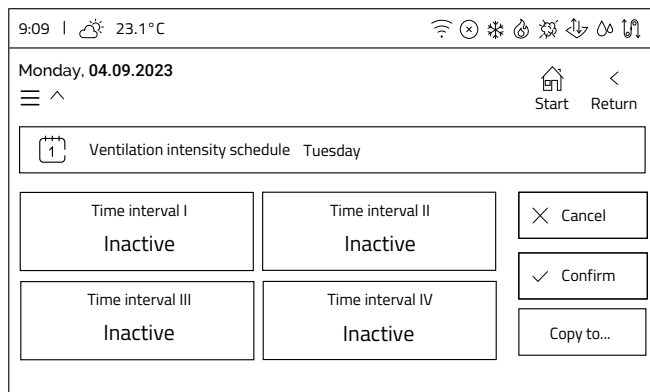 9:09 | 23.1°C
Monday, 04.09.2023
Start Return
1 Ventilation intensity schedule Tuesday
Time interval I Time interval II
Inactive Inactive
Cancel
Time interval III Time interval IV
Inactive Inactive
Confirm
Copy to...